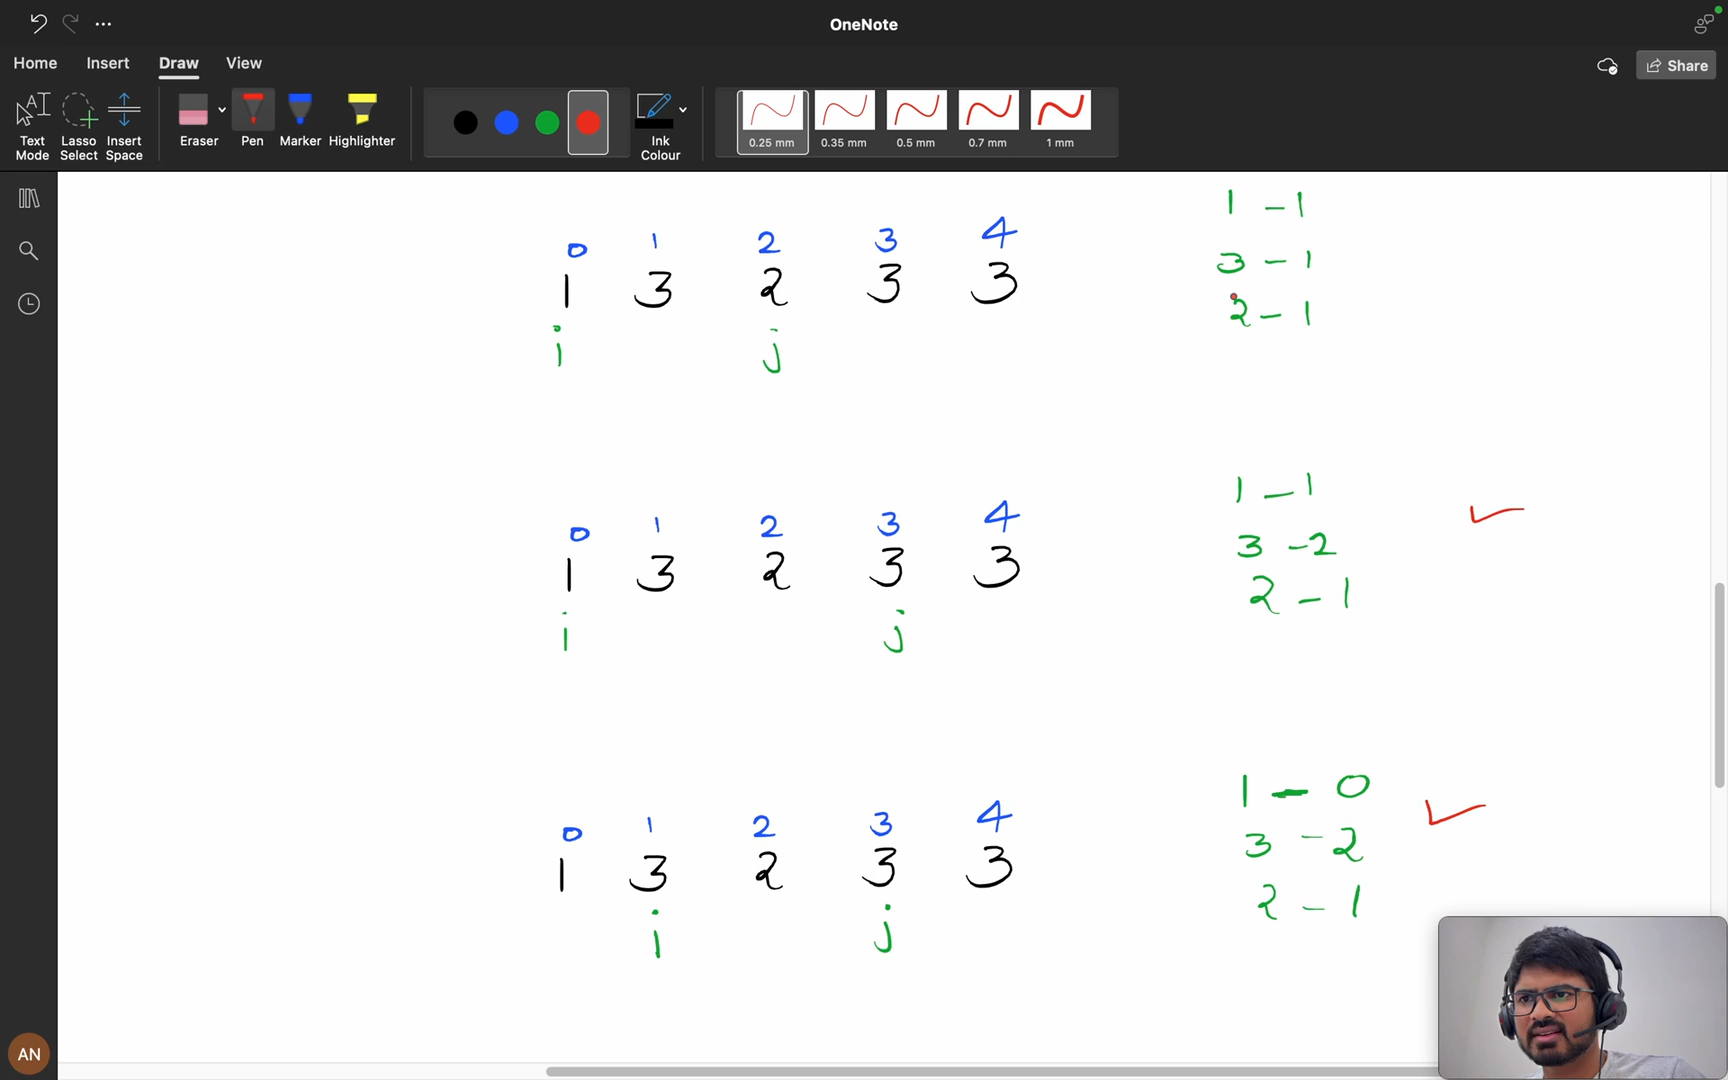 OneNote
Home Insert Draw View
Share
Text Mode
Lasso Select
Insert Space
Eraser
Pen
Marker
Highlighter
Ink Colour
0.25 mm
0.35 mm
0.5 mm
0.7 mm
1 mm
0 1 2 3 4
1 3 2 3 3
i j
1 - 1
3 - 1
2 - 1
0 1 2 3 4
1 3 2 3 3
i j
1 - 1
3 - 2
2 - 1
0 1 2 3 4
1 3 2 3 3
i j
1 - 0
3 - 2
2 - 1
AN